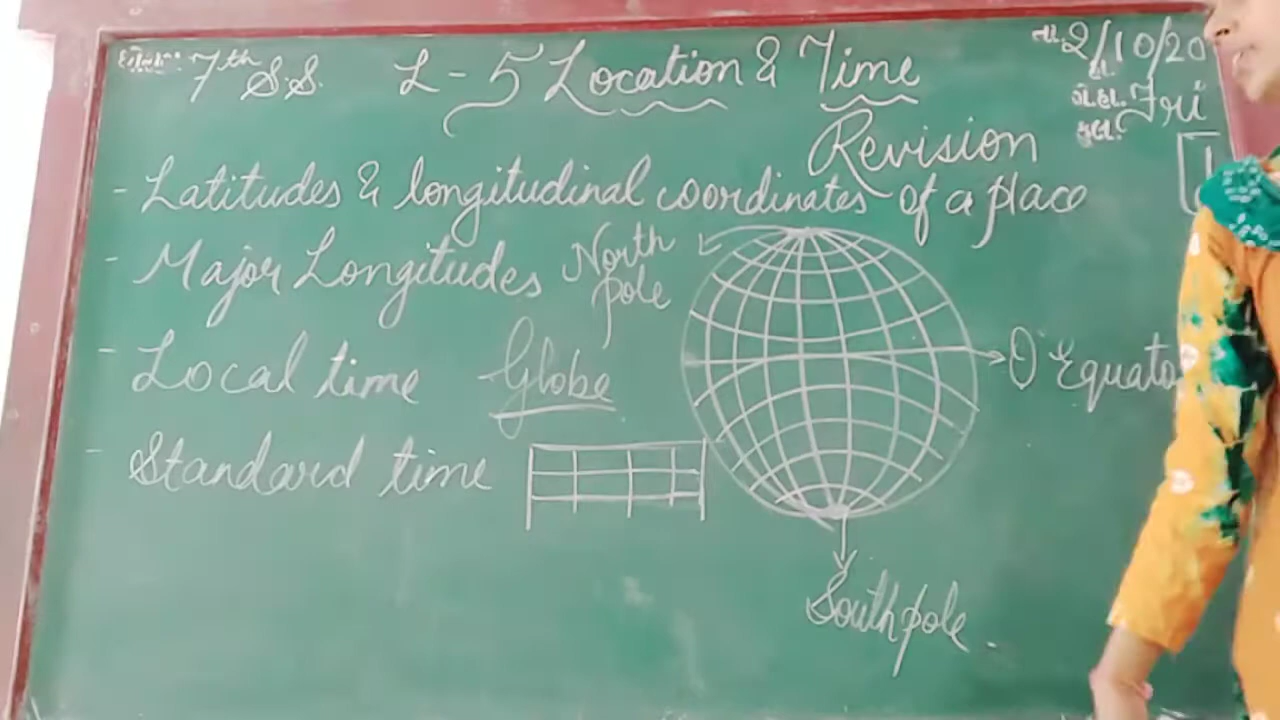 7th S.S. L-5 Location & Time તા. 2/10/20
Revision
Fri
- Latitudes & longitudinal coordinates of a place
- Major Longitudes
North
pole
- Local time
Globe
0 Equato
- Standard time
South pole